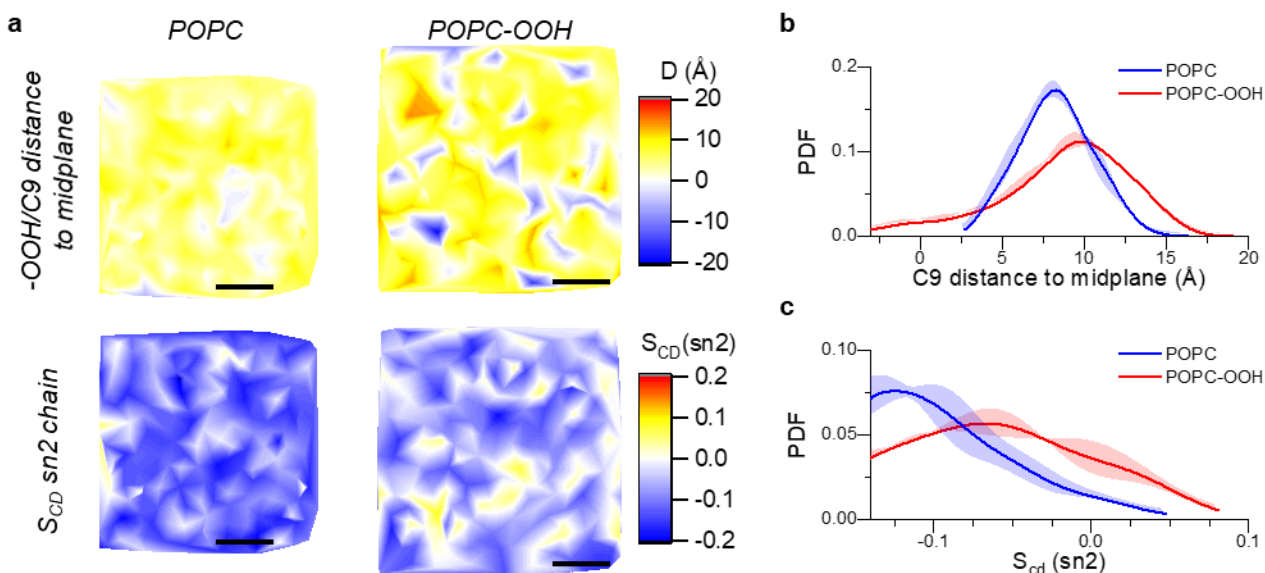 a
POPC
POPC-OOH
-OOH/C9 distance
to midplane
D (Å)
20
10
0
-10
-20
S_CD sn2 chain
S_CD(sn2)
0.2
0.1
0.0
-0.1
-0.2
b
POPC
POPC-OOH
PDF
0.2
0.1
0.0
0
5
10
15
20
C9 distance to midplane (Å)
c
POPC
POPC-OOH
PDF
0.10
0.05
0.00
-0.1
0.0
0.1
S_cd (sn2)